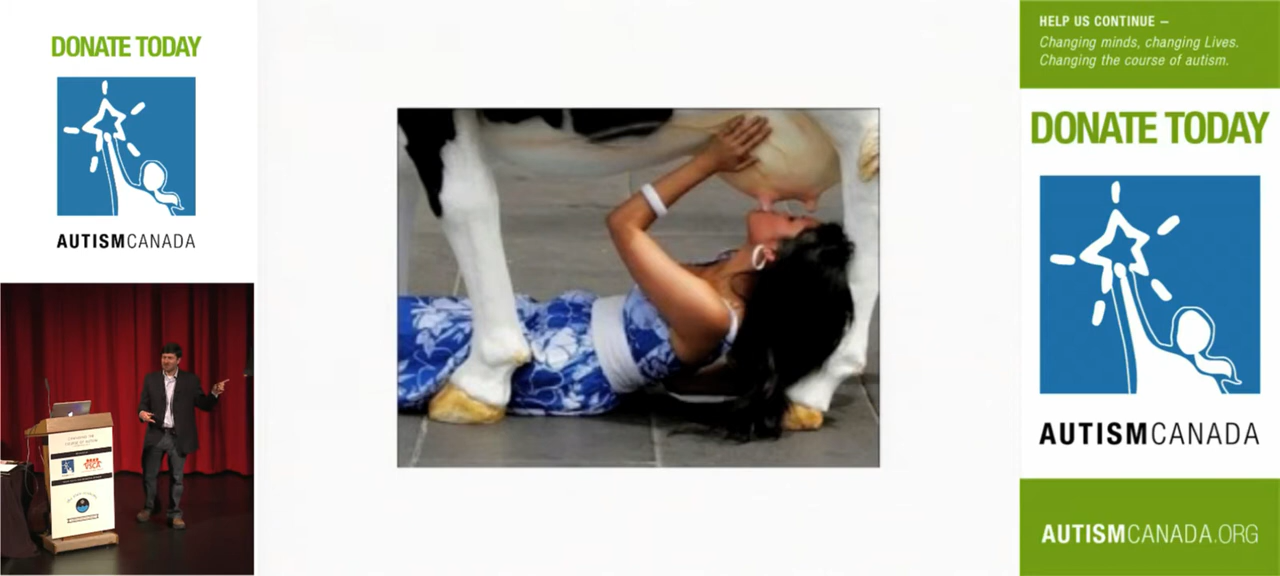 DONATE TODAY
AUTISMCANADA
HELP US CONTINUE –
Changing minds, changing Lives.
Changing the course of autism.
DONATE TODAY
AUTISMCANADA
AUTISMCANADA.ORG